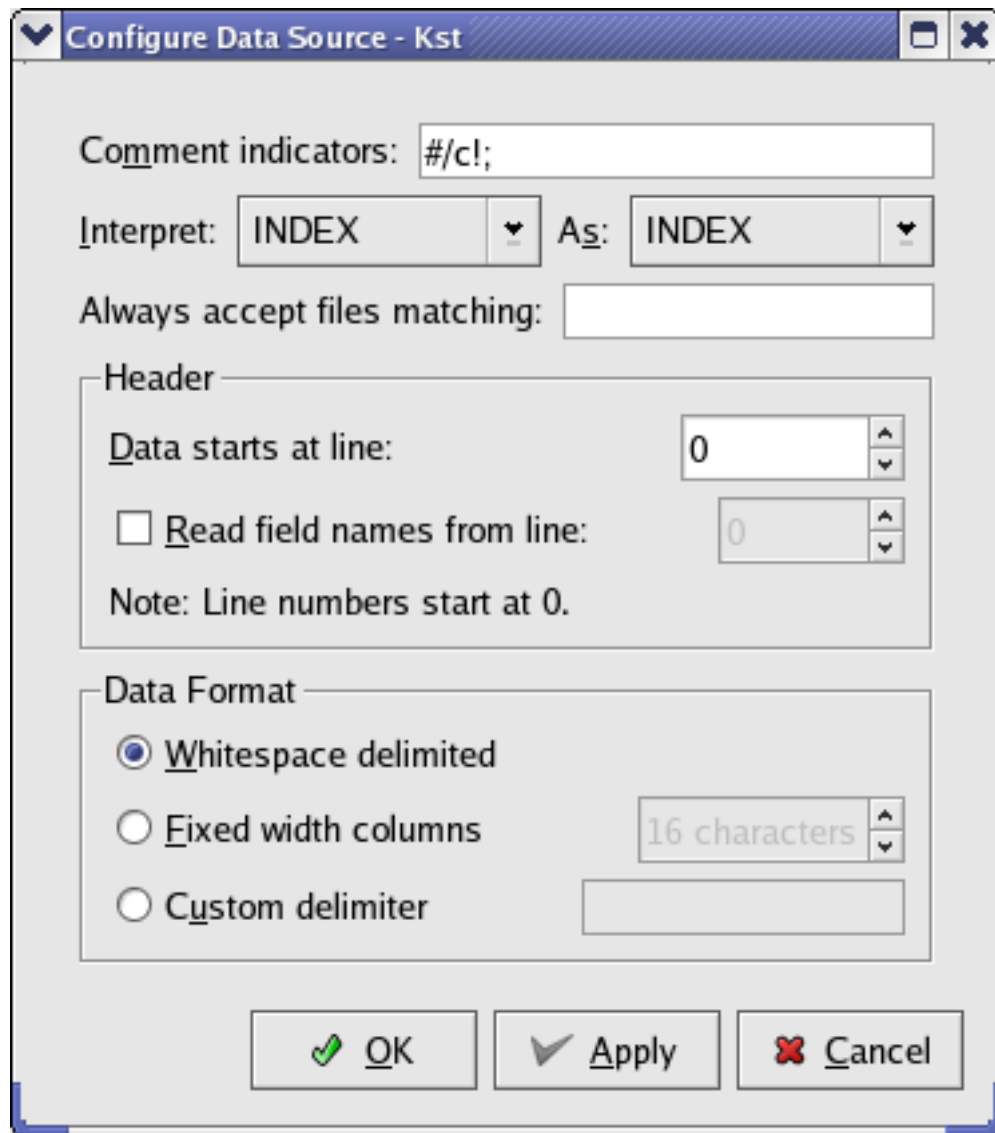 Configure Data Source - Kst
Comment indicators: #/c!;
Interpret: INDEX As: INDEX
Always accept files matching:
Header
Data starts at line: 0
Read field names from line: 0
Note: Line numbers start at 0.
Data Format
Whitespace delimited
Fixed width columns 16 characters
Custom delimiter
OK Apply Cancel